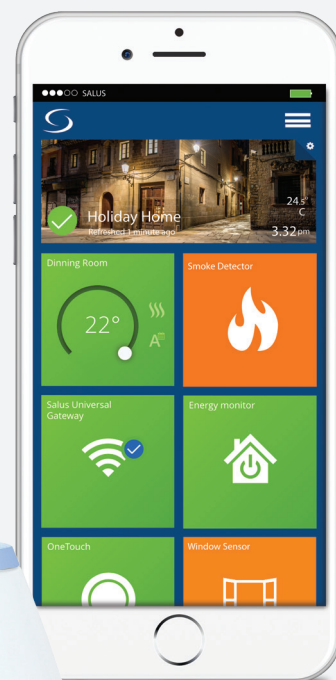 SALUS
Holiday Home
Refreshed 1 minute ago
24.5°
C
3.32pm
Dinning Room
22°
A
Smoke Detector
Salus Universal
Gateway
Energy monitor
OneTouch
Window Sensor